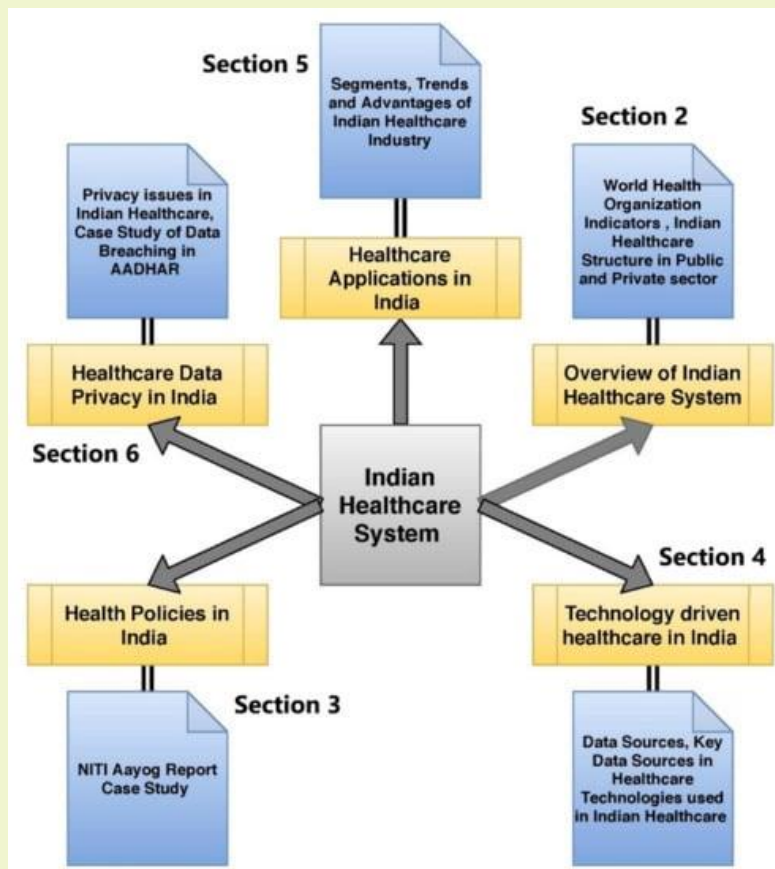 Section 5
Segments, Trends
and Advantages of
Indian Healthcare
Industry
Healthcare
Applications in
India
Section 2
World Health
Organization
Indicators , Indian
Healthcare
Structure in Public
and Private sector
Overview of Indian
Healthcare System
Privacy issues in
Indian Healthcare,
Case Study of Data
Breaching in
AADHAR
Healthcare Data
Privacy in India
Section 6
Indian
Healthcare
System
Section 4
Technology driven
healthcare in India
Data Sources, Key
Data Sources in
Healthcare
Technologies used
in Indian Healthcare
Health Policies in
India
Section 3
NITI Aayog Report
Case Study